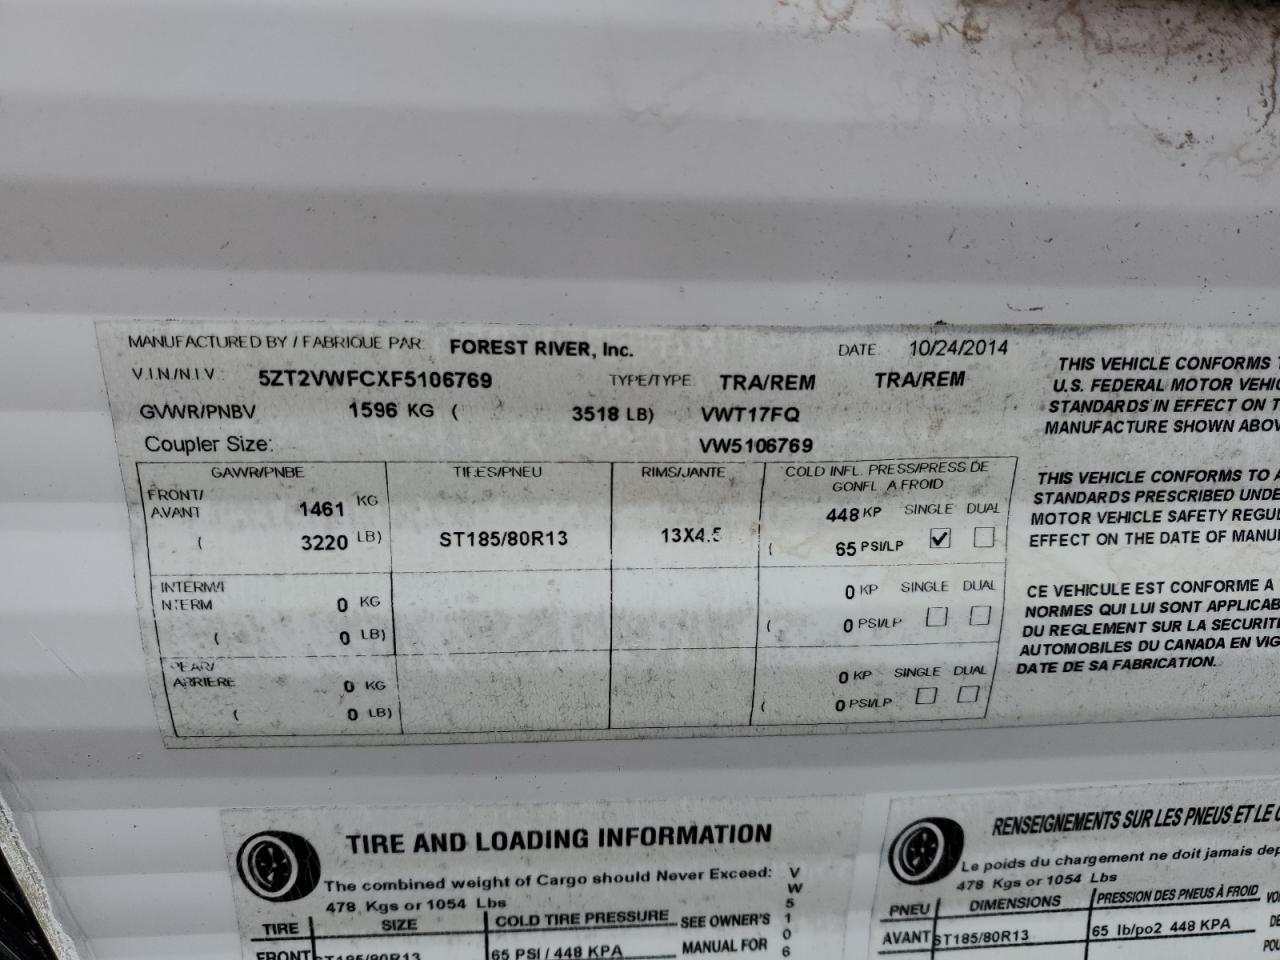 MANUFACTURED BY / FABRIQUE PAR: FOREST RIVER, Inc. DATE: 10/24/2014
V.I.N/N.I.V: 5ZT2VWFCXF5106769 TYPE/TYPE TRA/REM TRA/REM
GVWR/PNBV 1596 KG ( 3518 LB) VWT17FQ
Coupler Size: VW5106769
GAWR/PNBE TIRES/PNEU RIMS/JANTE COLD INFL. PRESS/PRESS DE
GONFL. A FROID
FRONT/
AVANT 1461 KG 448 KP SINGLE DUAL
( 3220 LB) ST185/80R13 13X4.5 ( 65 PSI/LP
INTERM/I
NTERM 0 KG 0 KP SINGLE DUAL
( 0 LB) ( 0 PSI/LP
REAR/
ARRIERE 0 KG 0 KP SINGLE DUAL
( 0 LB) ( 0 PSI/LP
THIS VEHICLE CONFORMS
U.S. FEDERAL MOTOR
STANDARDS IN EFFECT ON
MANUFACTURE SHOWN
THIS VEHICLE CONFORMS TO
STANDARDS PRESCRIBED
MOTOR VEHICLE SAFETY
EFFECT ON THE DATE OF
CE VEHICULE EST CONFORME A
NORMES QUI LUI SONT
DU REGLEMENT SUR LA
AUTOMOBILES DU CANADA EN
DATE DE SA FABRICATION.
TIRE AND LOADING INFORMATION
The combined weight of Cargo should Never Exceed:
478 Kgs or 1054 Lbs
TIRE SIZE COLD TIRE PRESSURE SEE OWNER'S
FRONT ST185/80R13 65 PSI / 448 KPA MANUAL FOR
V
W
5
1
0
6
RENSEIGNEMENTS SUR LES PNEUS ET LE
Le poids du chargement ne doit jamais
478 Kgs or 1054 Lbs
PNEU DIMENSIONS PRESSION DES PNEUS À FROID
AVANT ST185/80R13 65 lb/po2 448 KPA